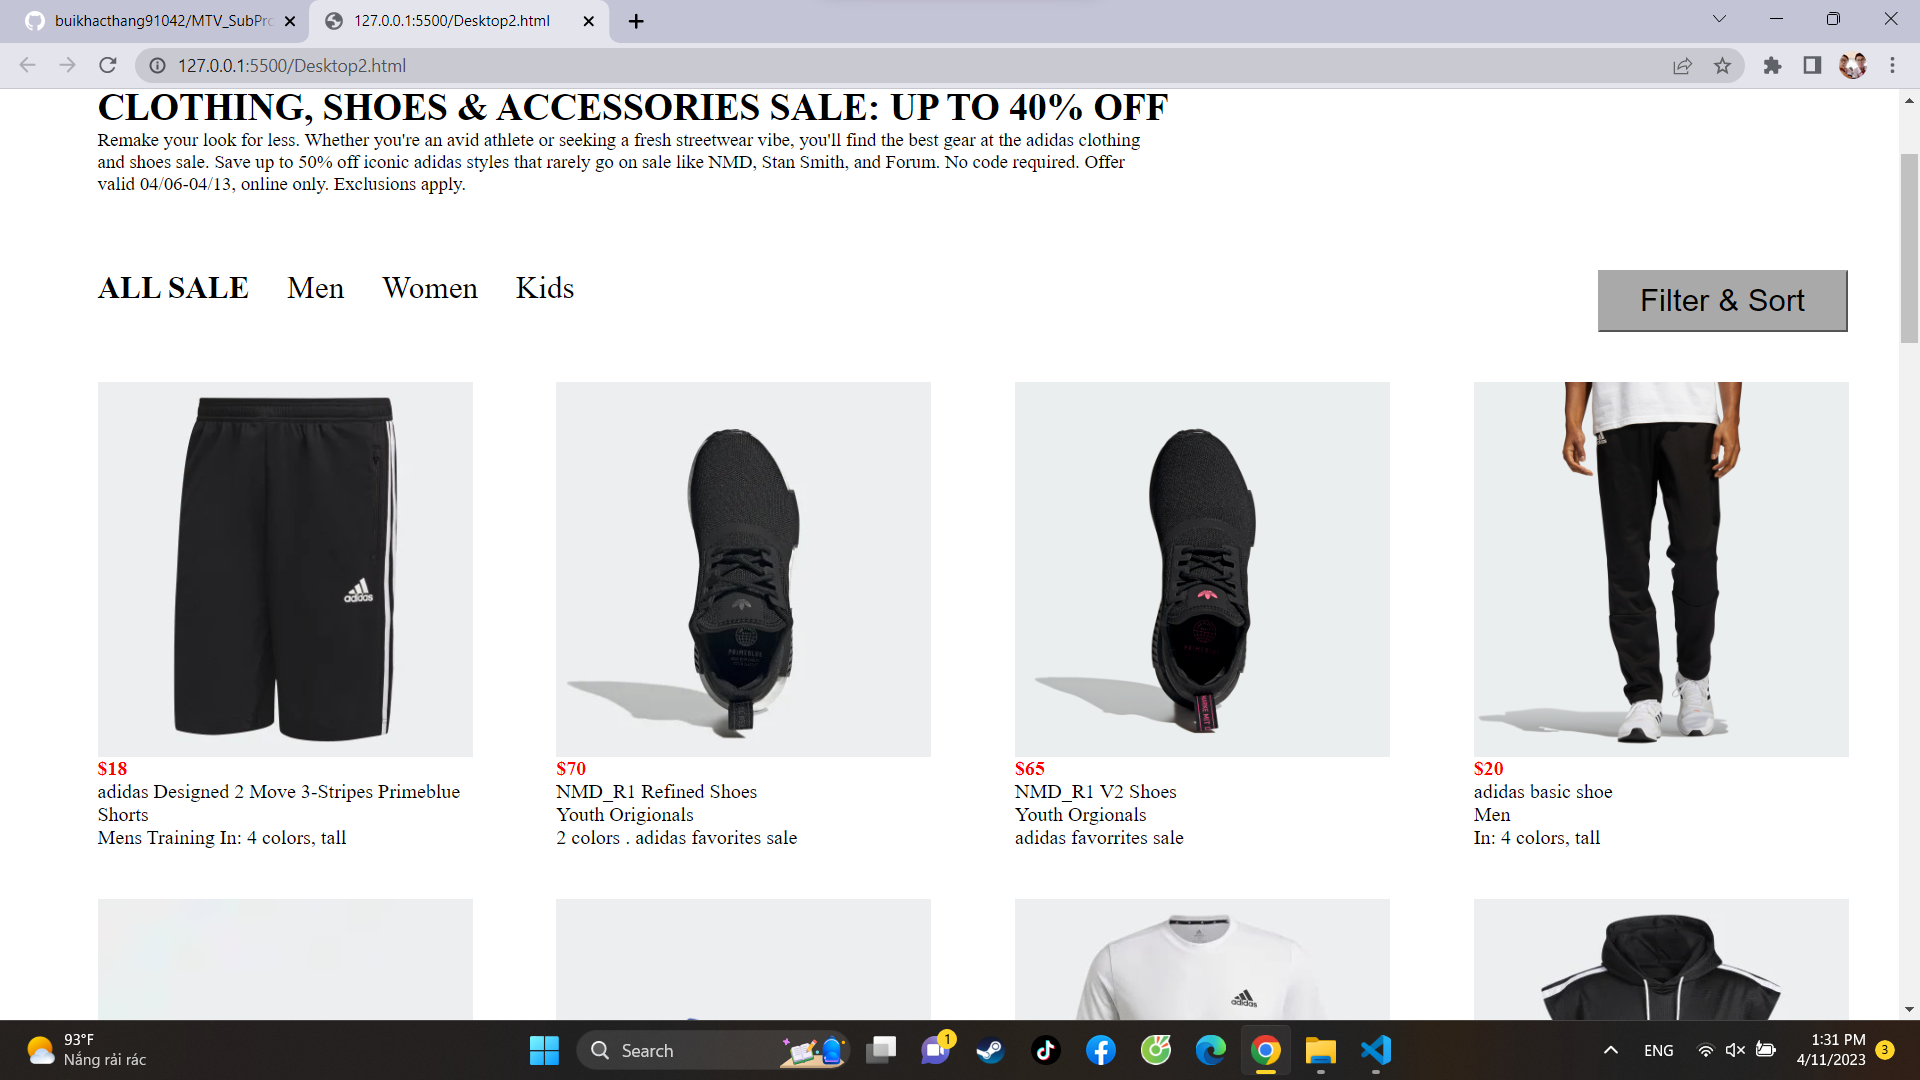 buikhacthang91042/MTV_SubPro
127.0.0.1:5500/Desktop2.html
127.0.0.1:5500/Desktop2.html
CLOTHING, SHOES & ACCESSORIES SALE: UP TO 40% OFF
Remake your look for less. Whether you're an avid athlete or seeking a fresh streetwear vibe, you'll find the best gear at the adidas clothing
and shoes sale. Save up to 50% off iconic adidas styles that rarely go on sale like NMD, Stan Smith, and Forum. No code required. Offer
valid 04/06-04/13, online only. Exclusions apply.
ALL SALE Men Women Kids
Filter & Sort
adidas
PRIMEBLUE
$18
adidas Designed 2 Move 3-Stripes Primeblue
Shorts
Mens Training In: 4 colors, tall
$70
NMD_R1 Refined Shoes
Youth Origionals
2 colors . adidas favorites sale
$65
NMD_R1 V2 Shoes
Youth Orgionals
adidas favorrites sale
$20
adidas basic shoe
Men
In: 4 colors, tall
adidas
93°F
Nắng rải rác
Search
1
ENG
1:31 PM
4/11/2023
3